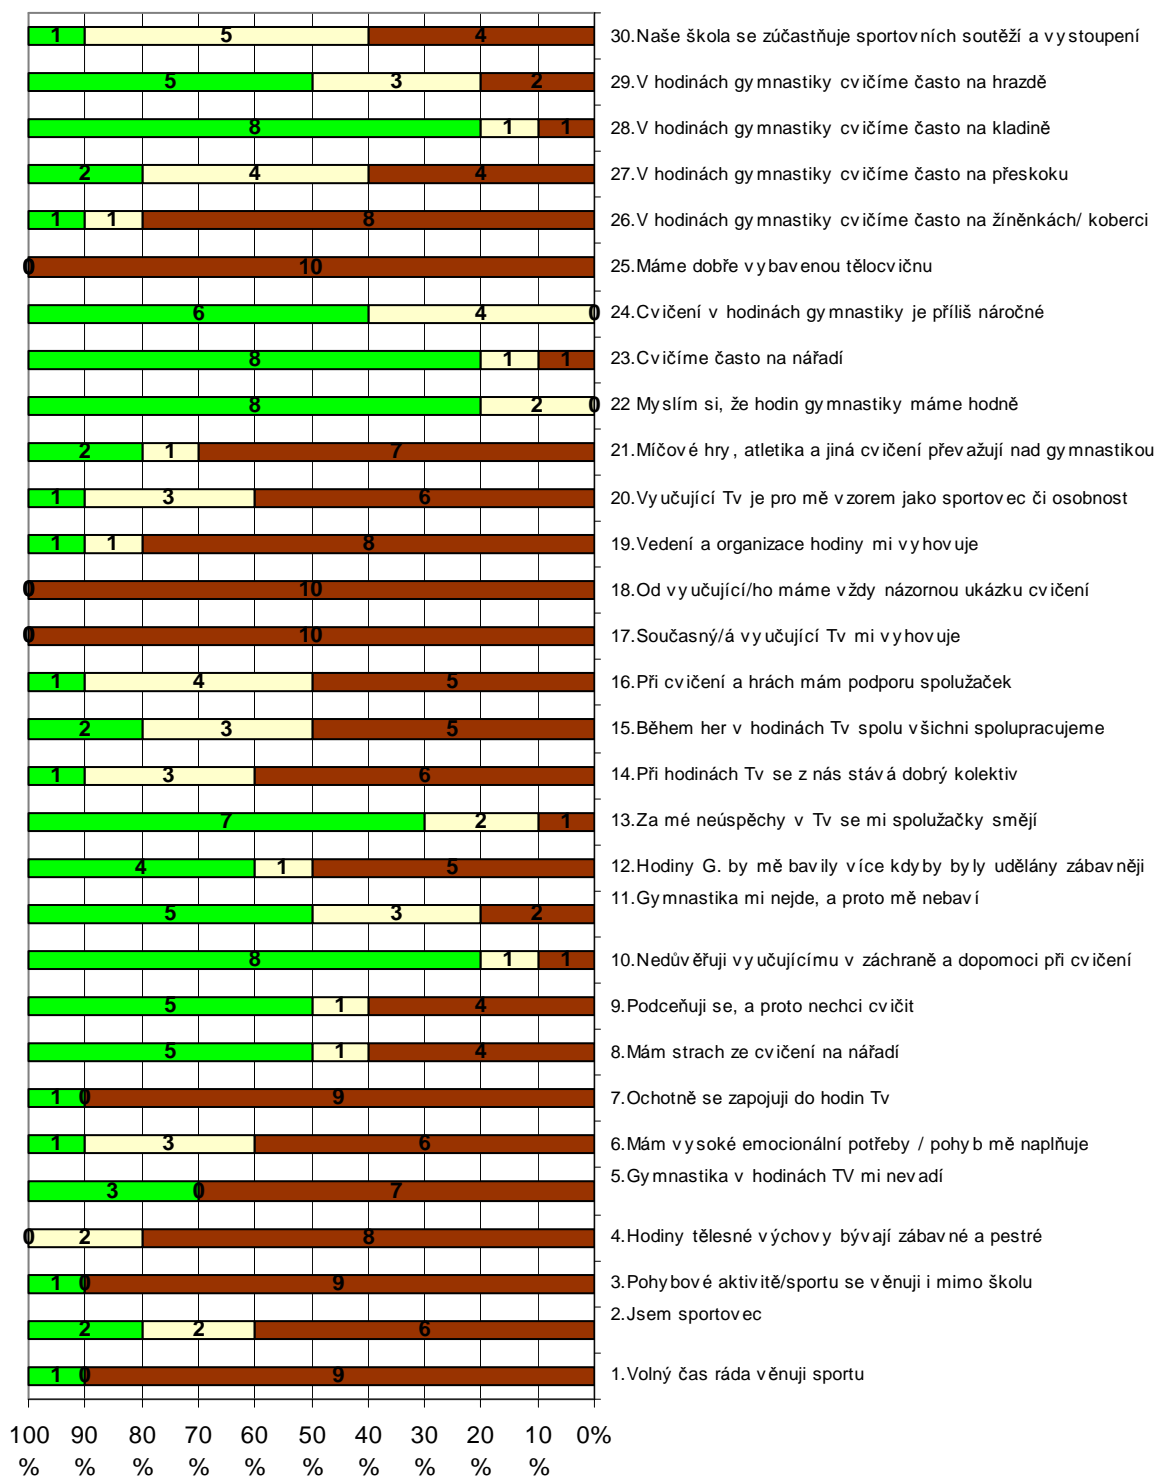 1 5 4 30.Naše škola se zúčastňuje sportovních soutěží a vystoupení
5 3 2 29.V hodinách gymnastiky cvičíme často na hrazdě
8 1 1 28.V hodinách gymnastiky cvičíme často na kladině
2 4 4 27.V hodinách gymnastiky cvičíme často na přeskoku
1 1 8 26.V hodinách gymnastiky cvičíme často na žíněnkách/ koberci
0 10 25.Máme dobře vybavenou tělocvičnu
6 4 0 24.Cvičení v hodinách gymnastiky je příliš náročné
8 1 1 23.Cvičíme často na nářadí
8 2 0 22 Myslím si, že hodin gymnastiky máme hodně
2 1 7 21.Míčové hry, atletika a jiná cvičení převažují nad gymnastikou
1 3 6 20.Vyučující Tv je pro mě vzorem jako sportovec či osobnost
1 1 8 19.Vedení a organizace hodiny mi vyhovuje
0 10 18.Od vyučující/ho máme vždy názornou ukázku cvičení
0 10 17.Současný/á vyučující Tv mi vyhovuje
1 4 5 16.Při cvičení a hrách mám podporu spolužaček
2 3 5 15.Během her v hodinách Tv spolu všichni spolupracujeme
1 3 6 14.Při hodinách Tv se z nás stává dobrý kolektiv
7 2 1 13.Za mé neúspěchy v Tv se mi spolužačky smějí
4 1 5 12.Hodiny G. by mě bavily více kdyby byly udělány zábavněji
5 3 2 11.Gymnastika mi nejde, a proto mě nebaví
8 1 1 10.Nedůvěřuji vyučujícímu v záchraně a dopomoci při cvičení
5 1 4 9.Podceňuji se, a proto nechci cvičit
5 1 4 8.Mám strach ze cvičení na nářadí
1 0 9 7.Ochotně se zapojuji do hodin Tv
1 3 6 6.Mám vysoké emocionální potřeby / pohyb mě naplňuje
3 0 7 5.Gymnastika v hodinách TV mi nevadí
0 2 8 4.Hodiny tělesné výchovy bývají zábavné a pestré
1 0 9 3.Pohybové aktivitě/sportu se věnuji i mimo školu
2 2 6 2.Jsem sportovec
1 0 9 1.Volný čas ráda věnuji sportu
100 90 80 70 60 50 40 30 20 10 0%
% % % % % % % % % %